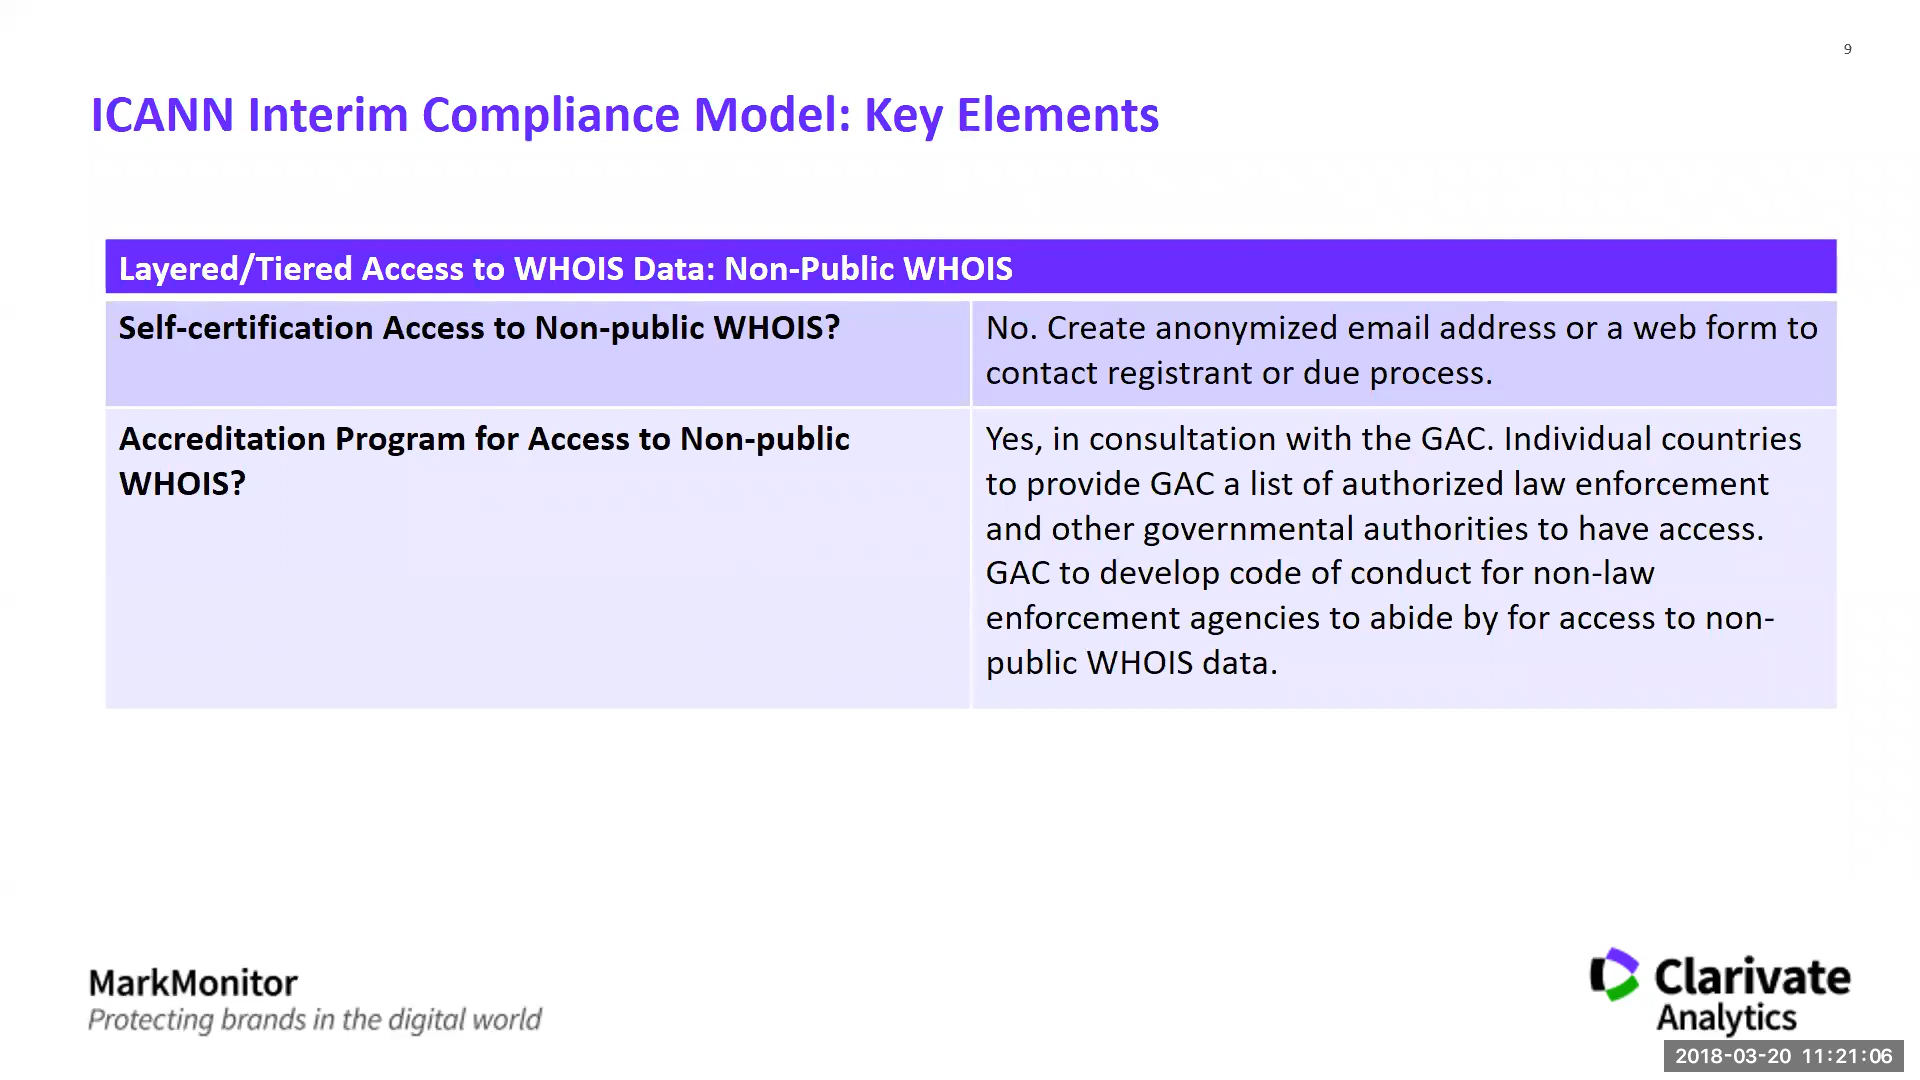 9
ICANN Interim Compliance Model: Key Elements
Layered/Tiered Access to WHOIS Data: Non-Public WHOIS
Self-certification Access to Non-public WHOIS?
No. Create anonymized email address or a web form to
contact registrant or due process.
Accreditation Program for Access to Non-public
WHOIS?
Yes, in consultation with the GAC. Individual countries
to provide GAC a list of authorized law enforcement
and other governmental authorities to have access.
GAC to develop code of conduct for non-law
enforcement agencies to abide by for access to non-
public WHOIS data.
MarkMonitor
Protecting brands in the digital world
Clarivate
Analytics
2018-03-20 11:21:06